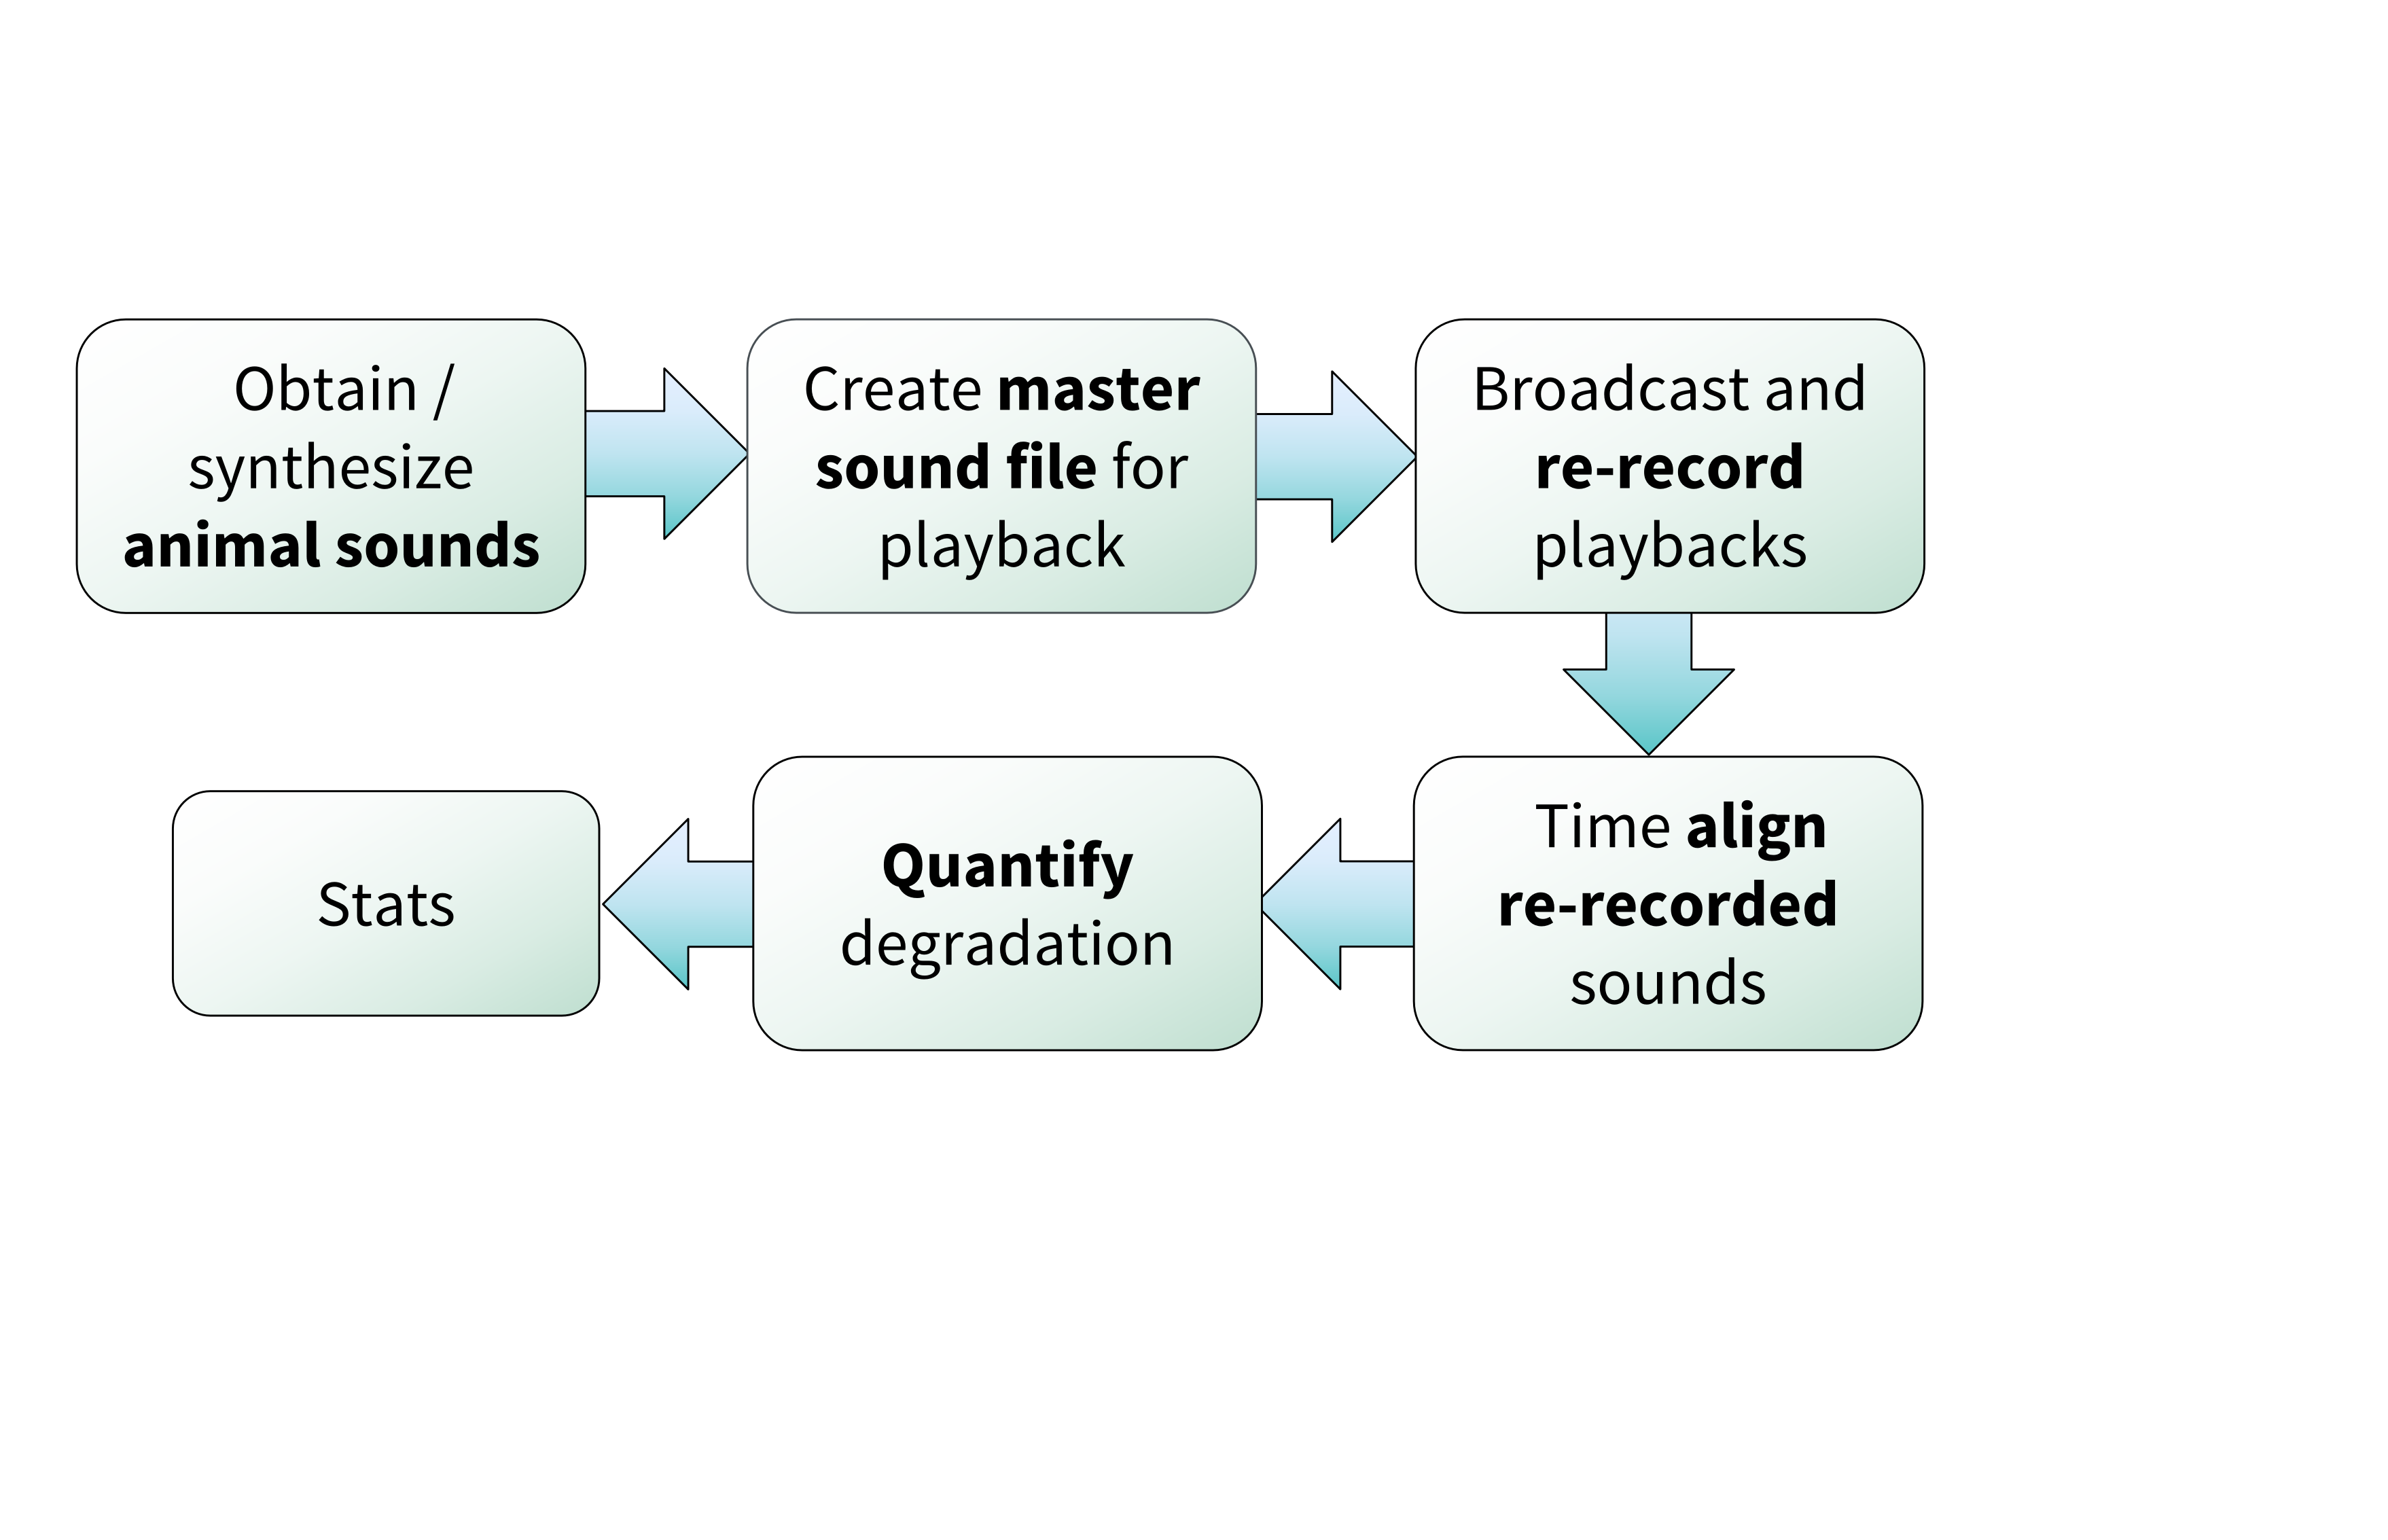 Obtain /
synthesize
animal sounds
Create master
sound file for
playback
Broadcast and
re-record
playbacks
Time align
re-recorded
sounds
Quantify
degradation
Stats